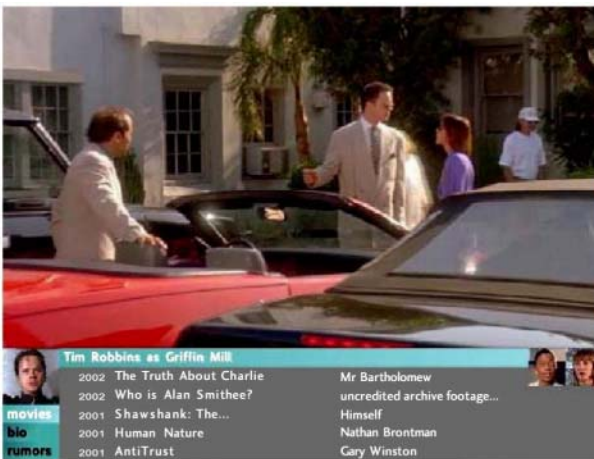 Tim Robbins as Griffin Mill
2002 The Truth About Charlie Mr Bartholomew
2002 Who is Alan Smithee? uncredited archive footage...
movies 2001 Shawshank: The... Himself
bio 2001 Human Nature Nathan Brontman
rumors 2001 AntiTrust Gary Winston